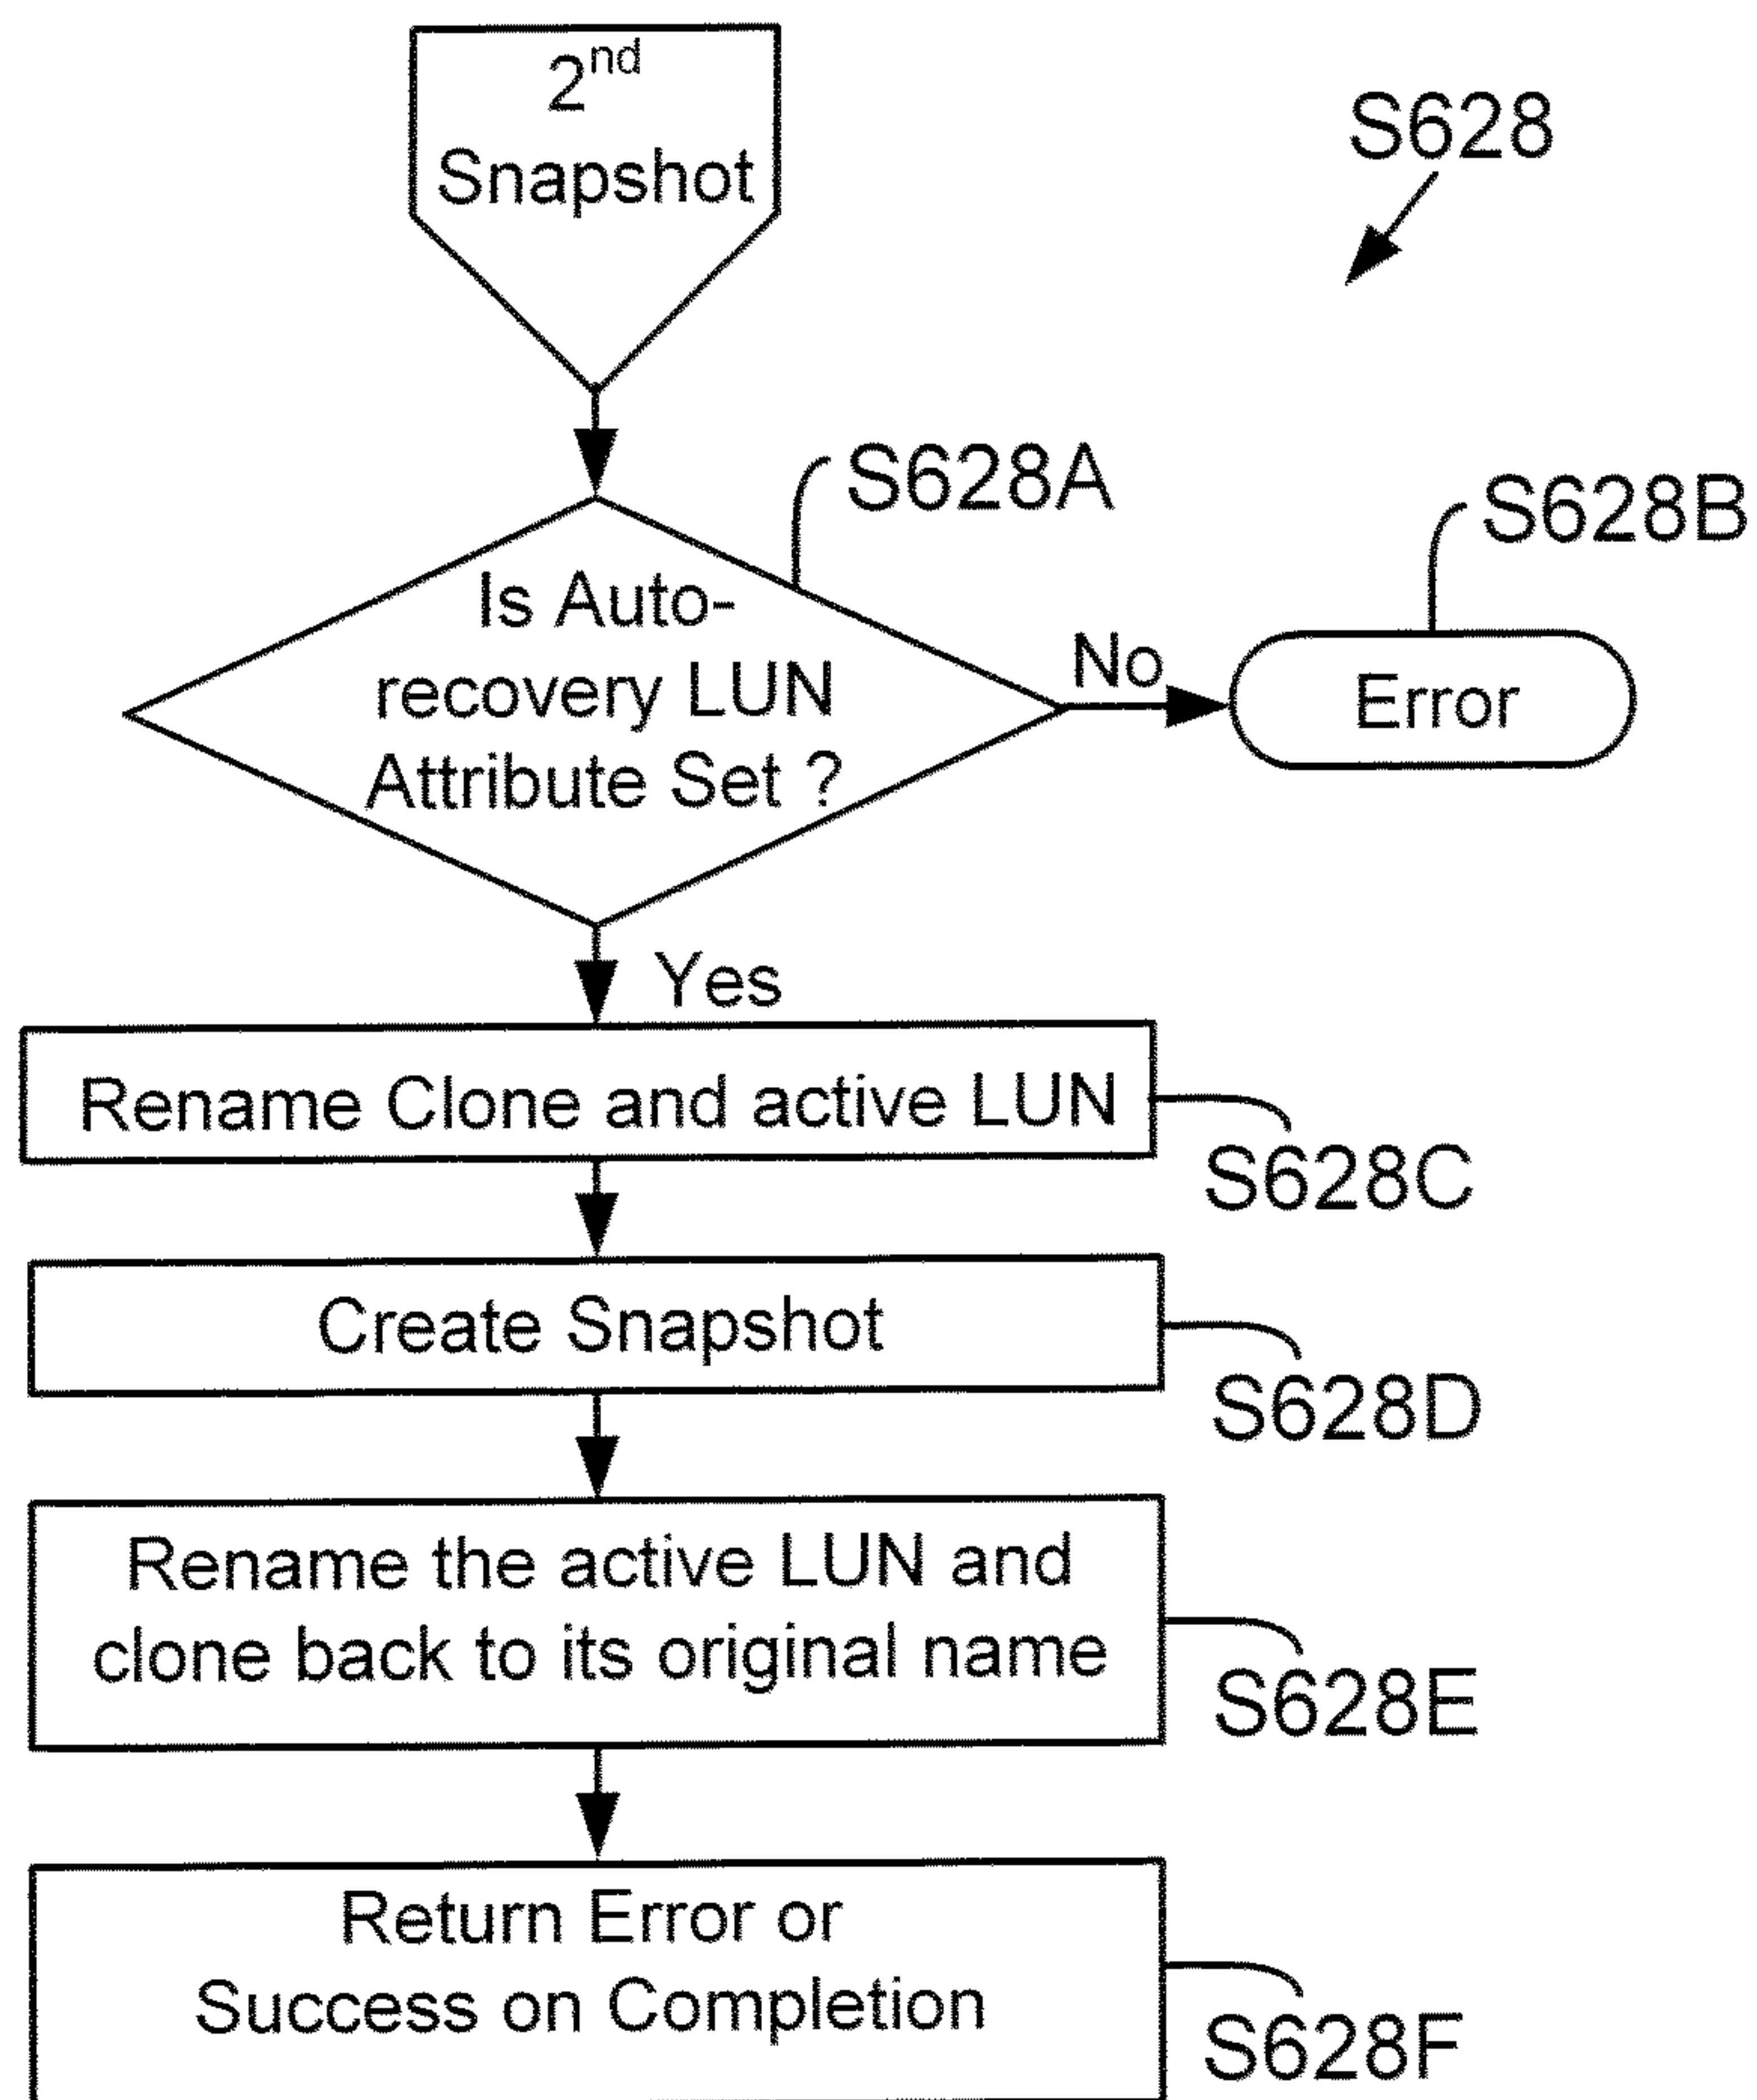 2nd
Snapshot
S628
S628A
S628B
Is Auto-
recovery LUN
Attribute Set ?
No
Error
Yes
Rename Clone and active LUN
S628C
Create Snapshot
S628D
Rename the active LUN and
clone back to its original name
S628E
Return Error or
Success on Completion
S628F